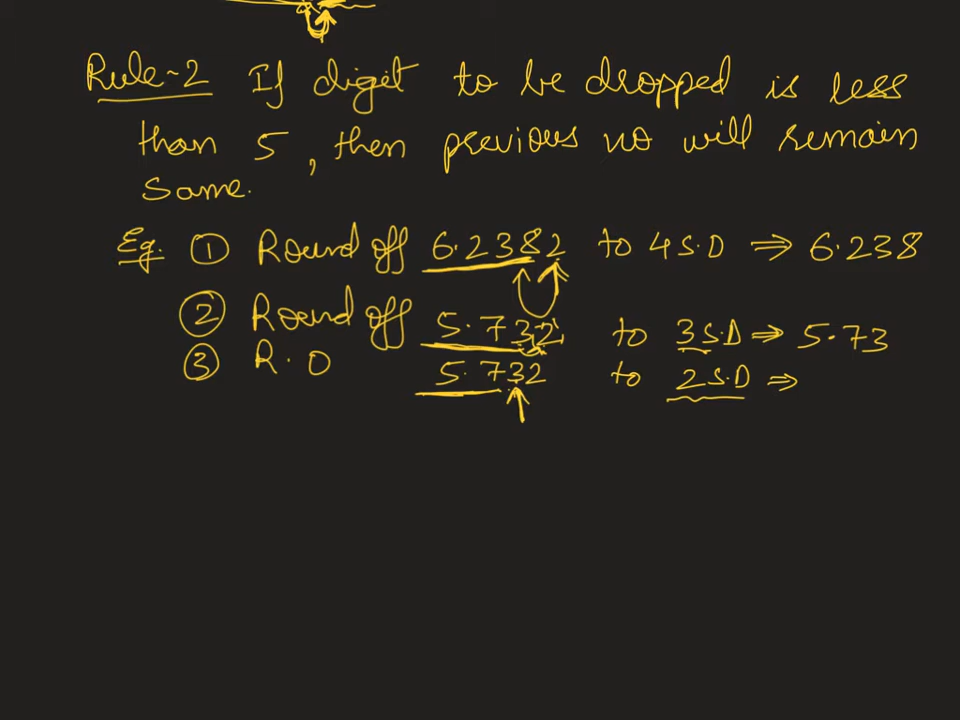 Rule-2 If digit to be dropped is less
than 5, then previous no will remain
same.
Eg. ① Round off 6.2382 to 4 S.D ⇒ 6.238
② Round off 5.732 to 3 S.D ⇒ 5.73
③ R.O 5.732 to 2 S.D ⇒